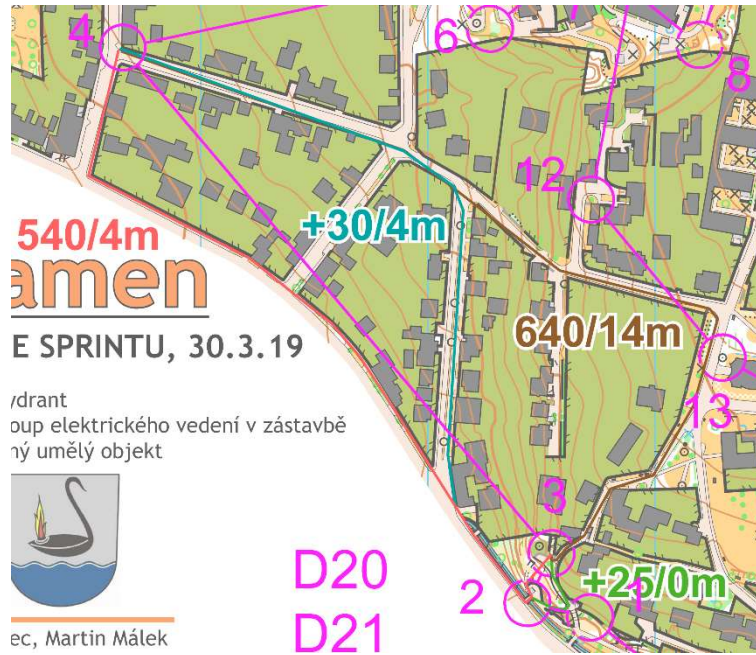 4
6
8
12
540/4m
+30/4m
amen
E SPRINTU, 30.3.19
640/14m
13
ydrant
oup elektrického vedení v zástavbě
ný umělý objekt
3
+25/0m
2
1
D20
D21
ec, Martin Málek